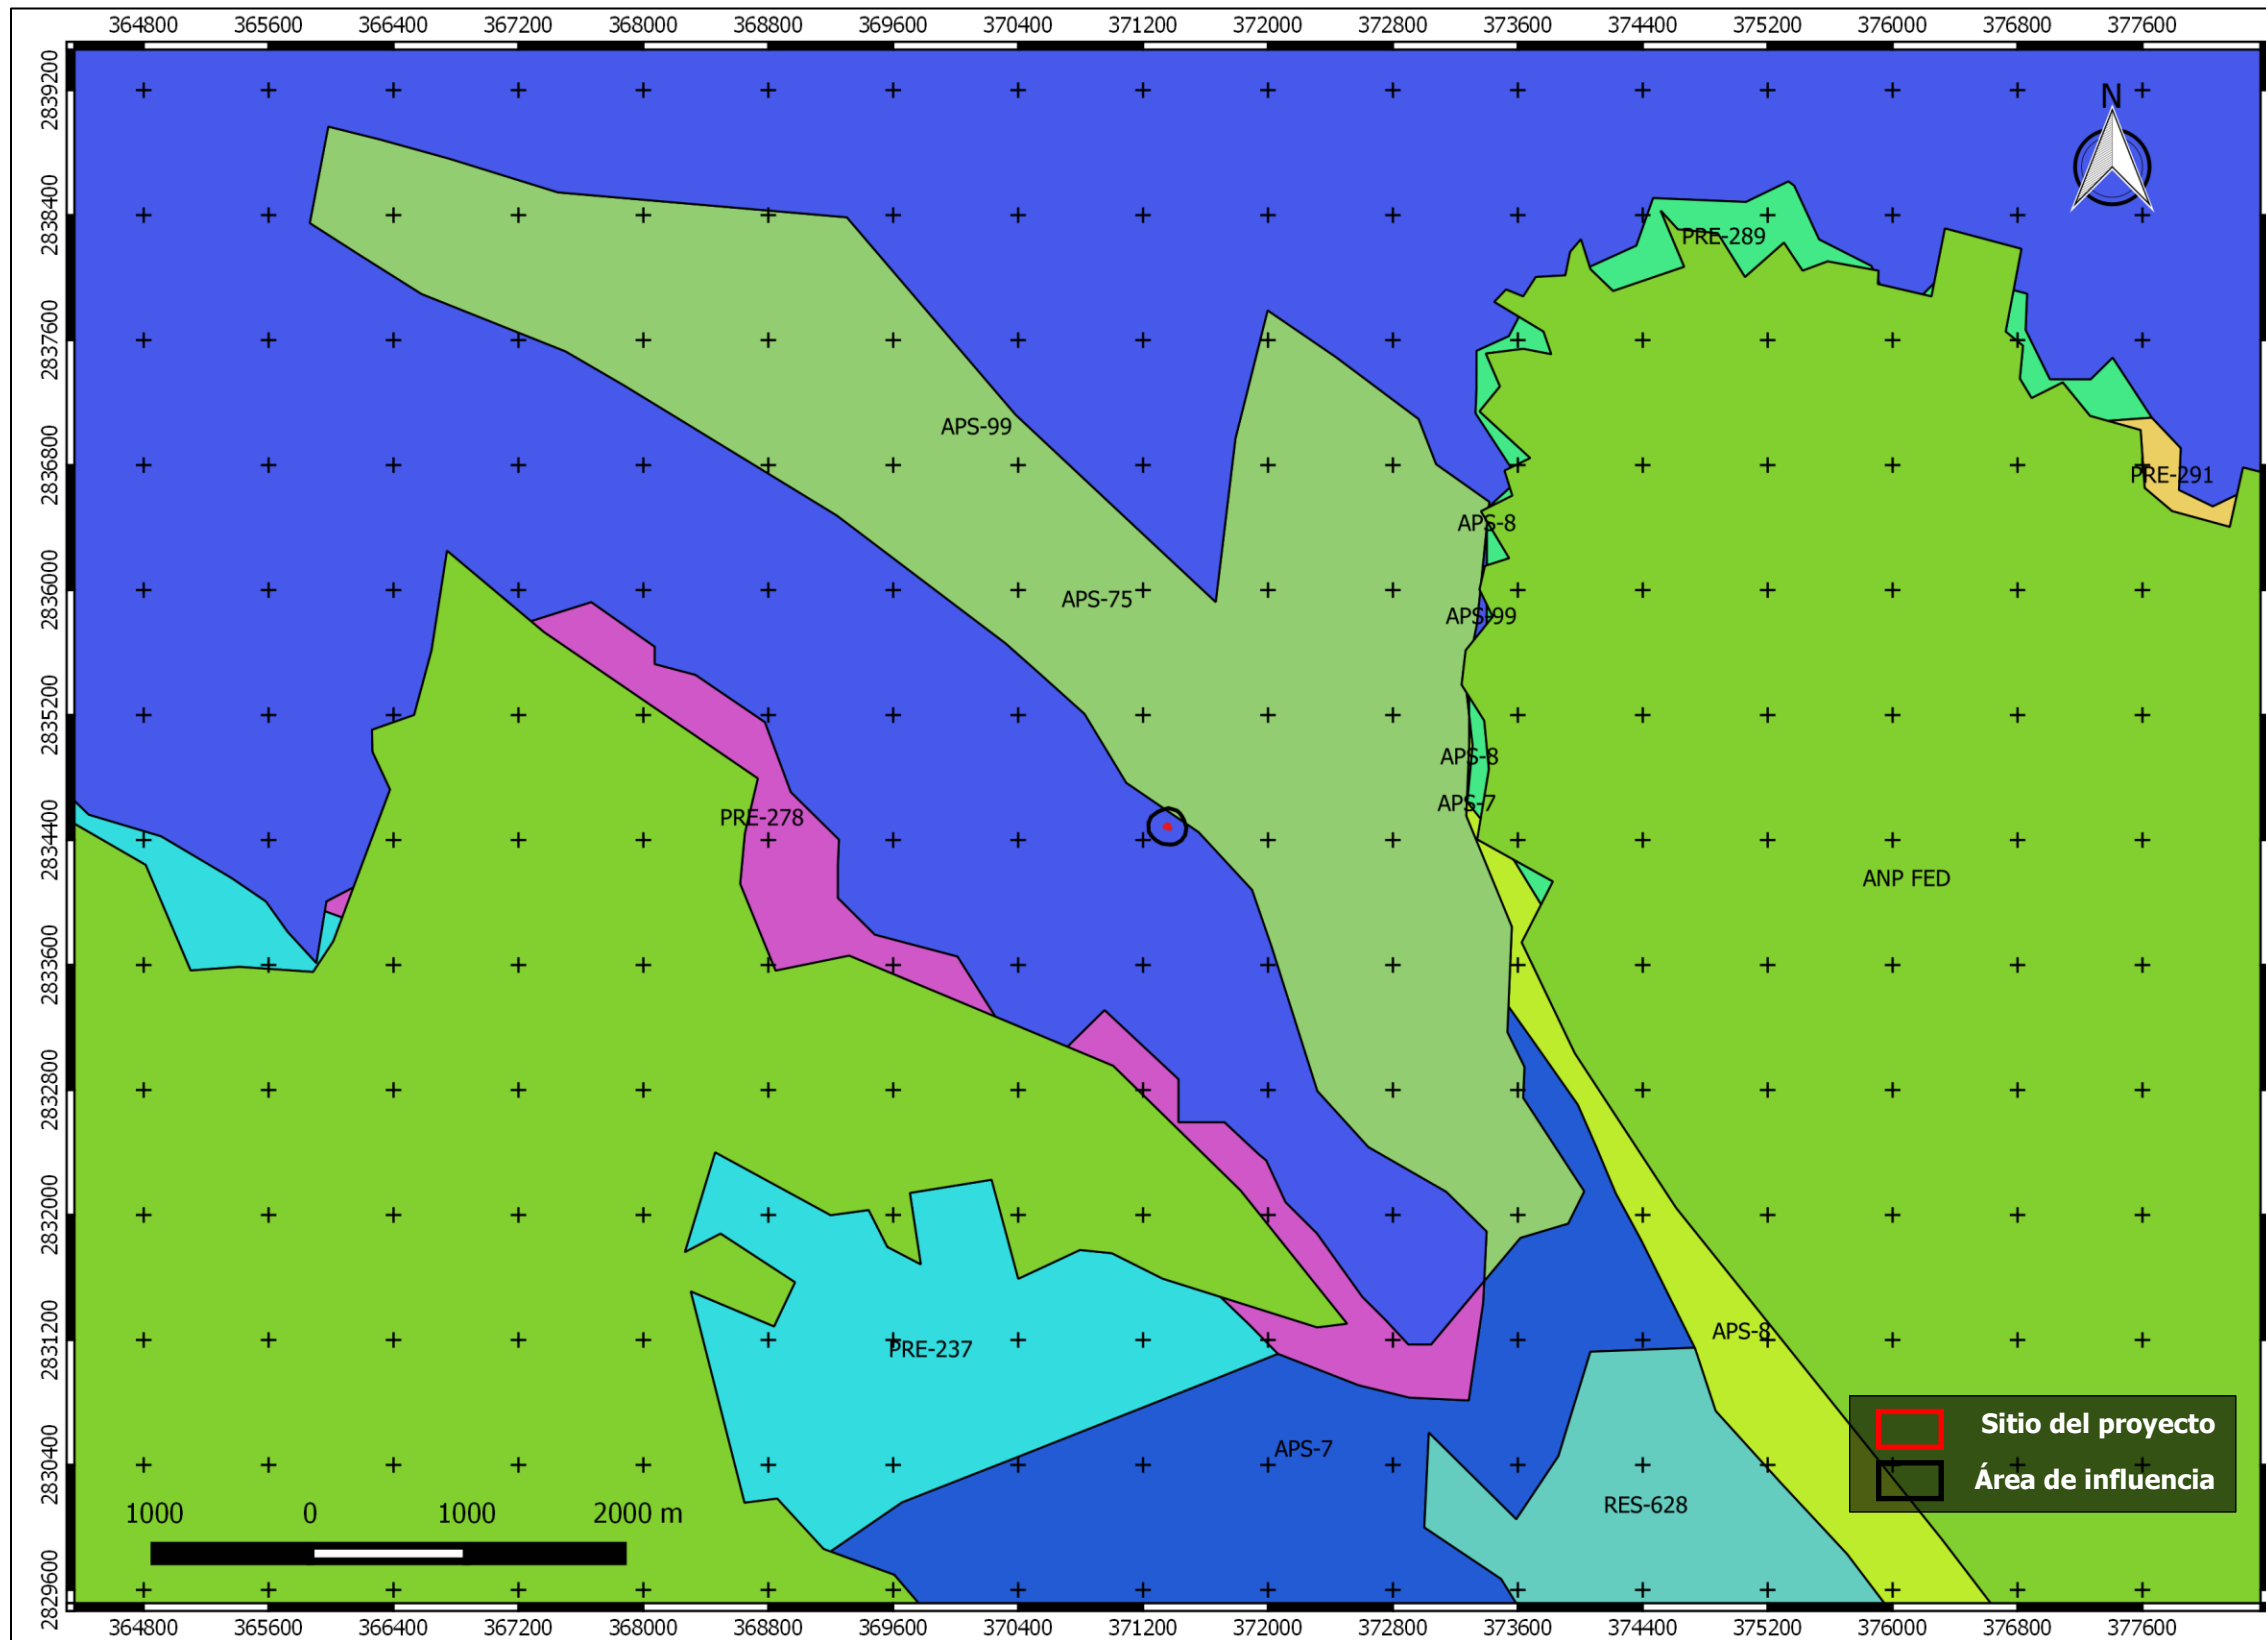 364800 365600 366400 367200 368000 368800 369600 370400 371200 372000 372800 373600 374400 375200 376000 376800 377600
2839200
N
2838400
PRE-289
2837600
APS-99
2836800
PRE-291
APS-8
2836000
APS-75
APS-99
2835200
APS-8
APS-7
PRE-278
2834400
ANP FED
2833600
2832800
2832000
2831200
APS-8
PRE-237
Sitio del proyecto
2830400
APS-7
Área de influencia
RES-628
1000 0 1000 2000 m
2829600
364800 365600 366400 367200 368000 368800 369600 370400 371200 372000 372800 373600 374400 375200 376000 376800 377600